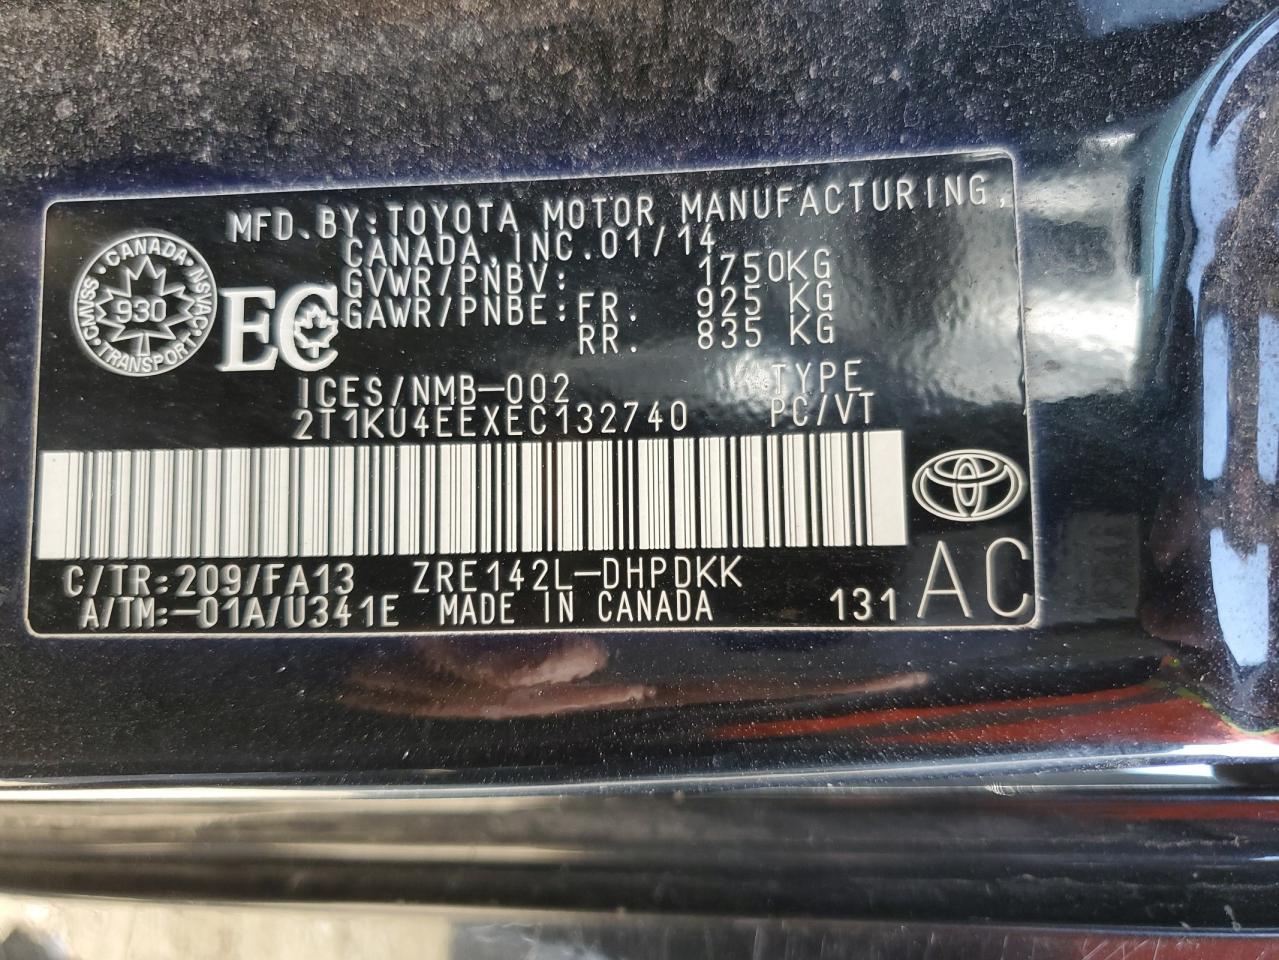 MFD.BY:TOYOTA MOTOR MANUFACTURING,
CANADA,INC.01/14
GVWR/PNBV: 1750KG
GAWR/PNBE:FR. 925 KG
RR. 835 KG
CANADA
CMVSS NSVAC
930
TRANSPORT
EC
ICES/NMB-002 TYPE
2T1KU4EEXEC132740 PC/VT
C/TR:209/FA13 ZRE142L-DHPDKK
A/TM:-01A/U341E MADE IN CANADA 131 AC